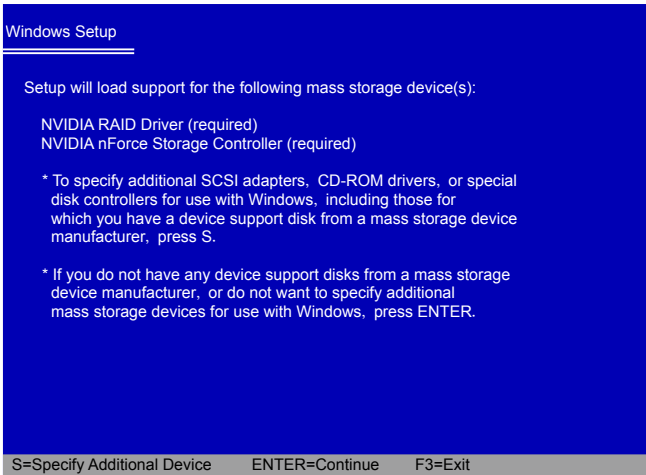 Windows Setup
Setup will load support for the following mass storage device(s):
NVIDIA RAID Driver (required)
NVIDIA nForce Storage Controller (required)
* To specify additional SCSI adapters, CD-ROM drivers, or special
disk controllers for use with Windows, including those for
which you have a device support disk from a mass storage device
manufacturer, press S.
* If you do not have any device support disks from a mass storage
device manufacturer, or do not want to specify additional
mass storage devices for use with Windows, press ENTER.
S=Specify Additional Device ENTER=Continue F3=Exit